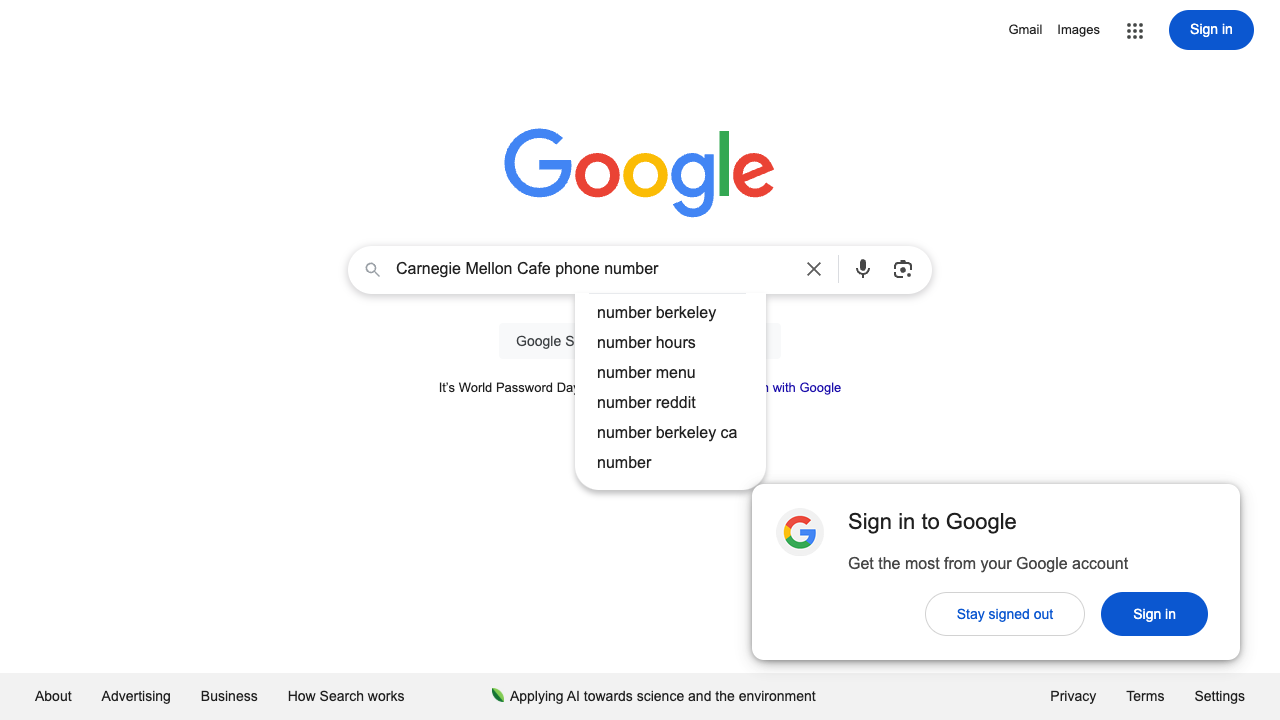 Gmail Images Sign in
Google
Carnegie Mellon Cafe phone number
number berkeley
Google S
number hours
number menu
It's World Password Day
with Google
number reddit
number berkeley ca
number
Sign in to Google
Get the most from your Google account
Stay signed out Sign in
About Advertising Business How Search works Applying AI towards science and the environment Privacy Terms Settings